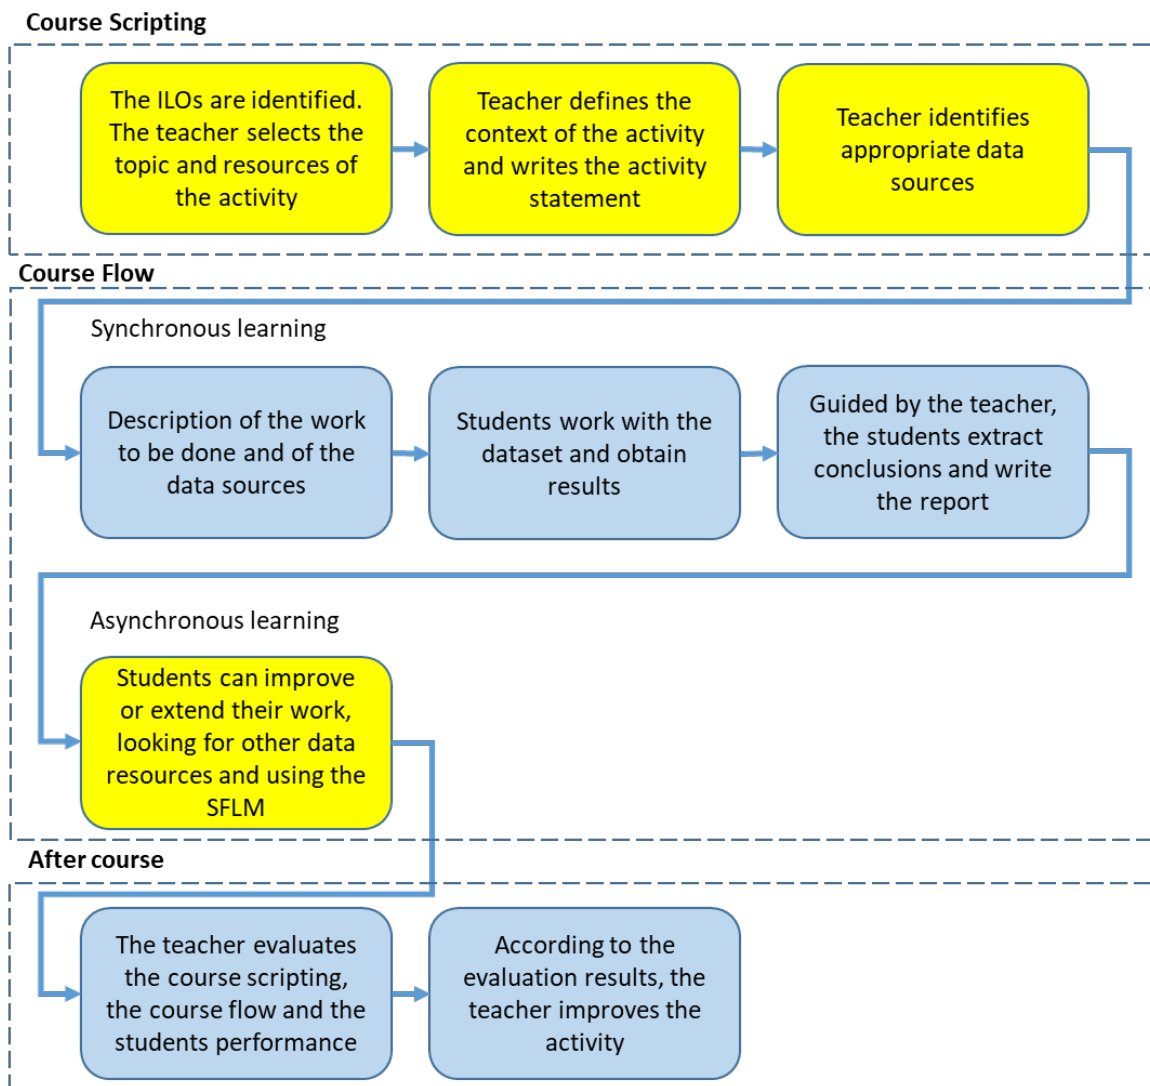 Course Scripting
The ILOs are identified.
The teacher selects the
topic and resources of
the activity
Teacher defines the
context of the activity
and writes the activity
statement
Teacher identifies
appropriate data
sources
Course Flow
Synchronous learning
Description of the work
to be done and of the
data sources
Students work with the
dataset and obtain
results
Guided by the teacher,
the students extract
conclusions and write
the report
Asynchronous learning
Students can improve
or extend their work,
looking for other data
resources and using the
SFLM
After course
The teacher evaluates
the course scripting,
the course flow and the
students performance
According to the
evaluation results, the
teacher improves the
activity